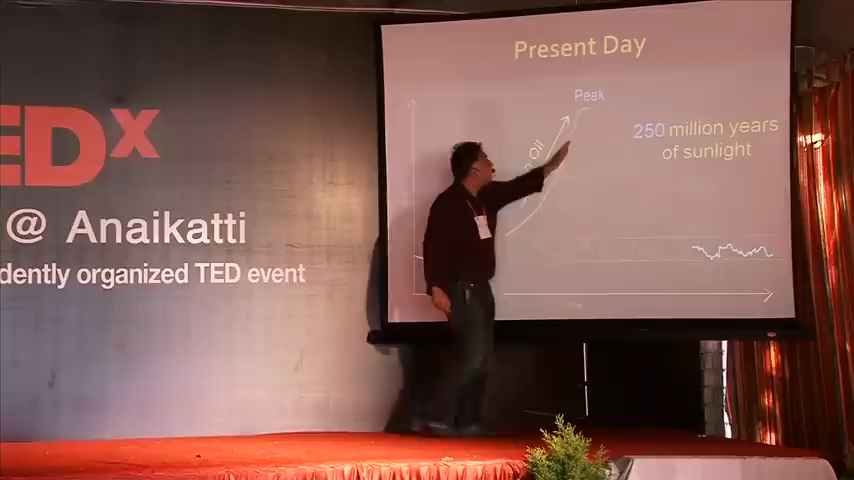 EDx
@ Anaikatti
dently organized TED event
Present Day
Peak
Oil
250 million years
of sunlight